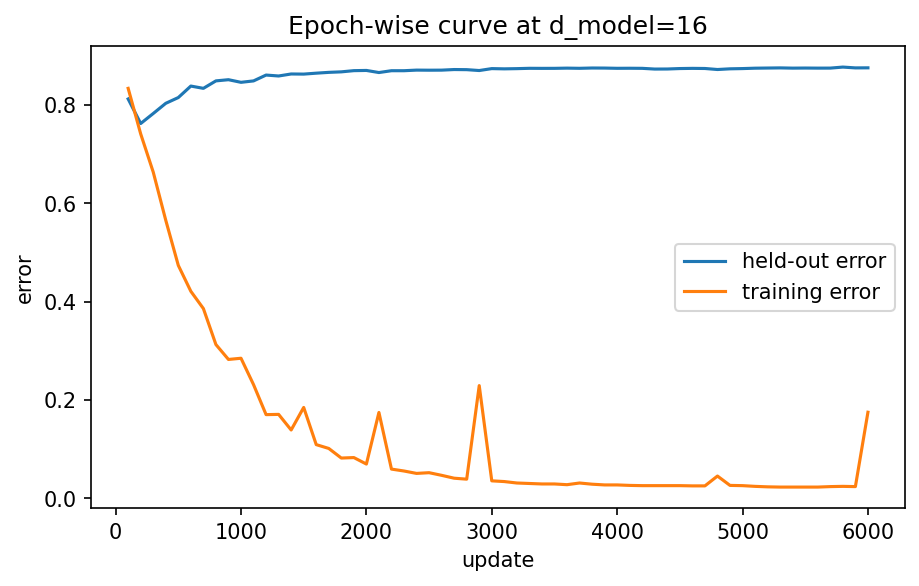 Epoch-wise curve at d_model=16
error
0.8
0.6
0.4
0.2
0.0
held-out error
training error
0
1000
2000
3000
4000
5000
6000
update